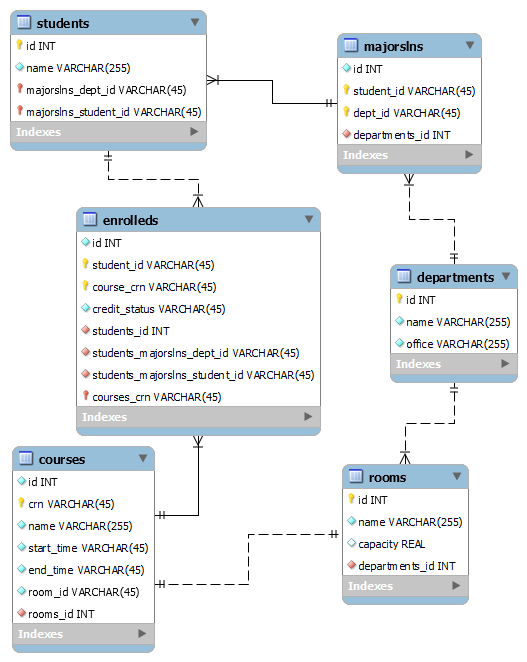 students
id INT
name VARCHAR(255)
majorsIns_dept_id VARCHAR(45)
majorsIns_student_id VARCHAR(45)
Indexes
majorsIns
id INT
student_id VARCHAR(45)
dept_id VARCHAR(45)
departments_id INT
Indexes
enrolleds
id INT
student_id VARCHAR(45)
course_crn VARCHAR(45)
credit_status VARCHAR(45)
students_id INT
students_majorsIns_dept_id VARCHAR(45)
students_majorsIns_student_id VARCHAR(45)
courses_crn VARCHAR(45)
Indexes
departments
id INT
name VARCHAR(255)
office VARCHAR(255)
Indexes
courses
id INT
crn VARCHAR(45)
name VARCHAR(255)
start_time VARCHAR(45)
end_time VARCHAR(45)
room_id VARCHAR(45)
rooms_id INT
Indexes
rooms
id INT
name VARCHAR(255)
capacity REAL
departments_id INT
Indexes